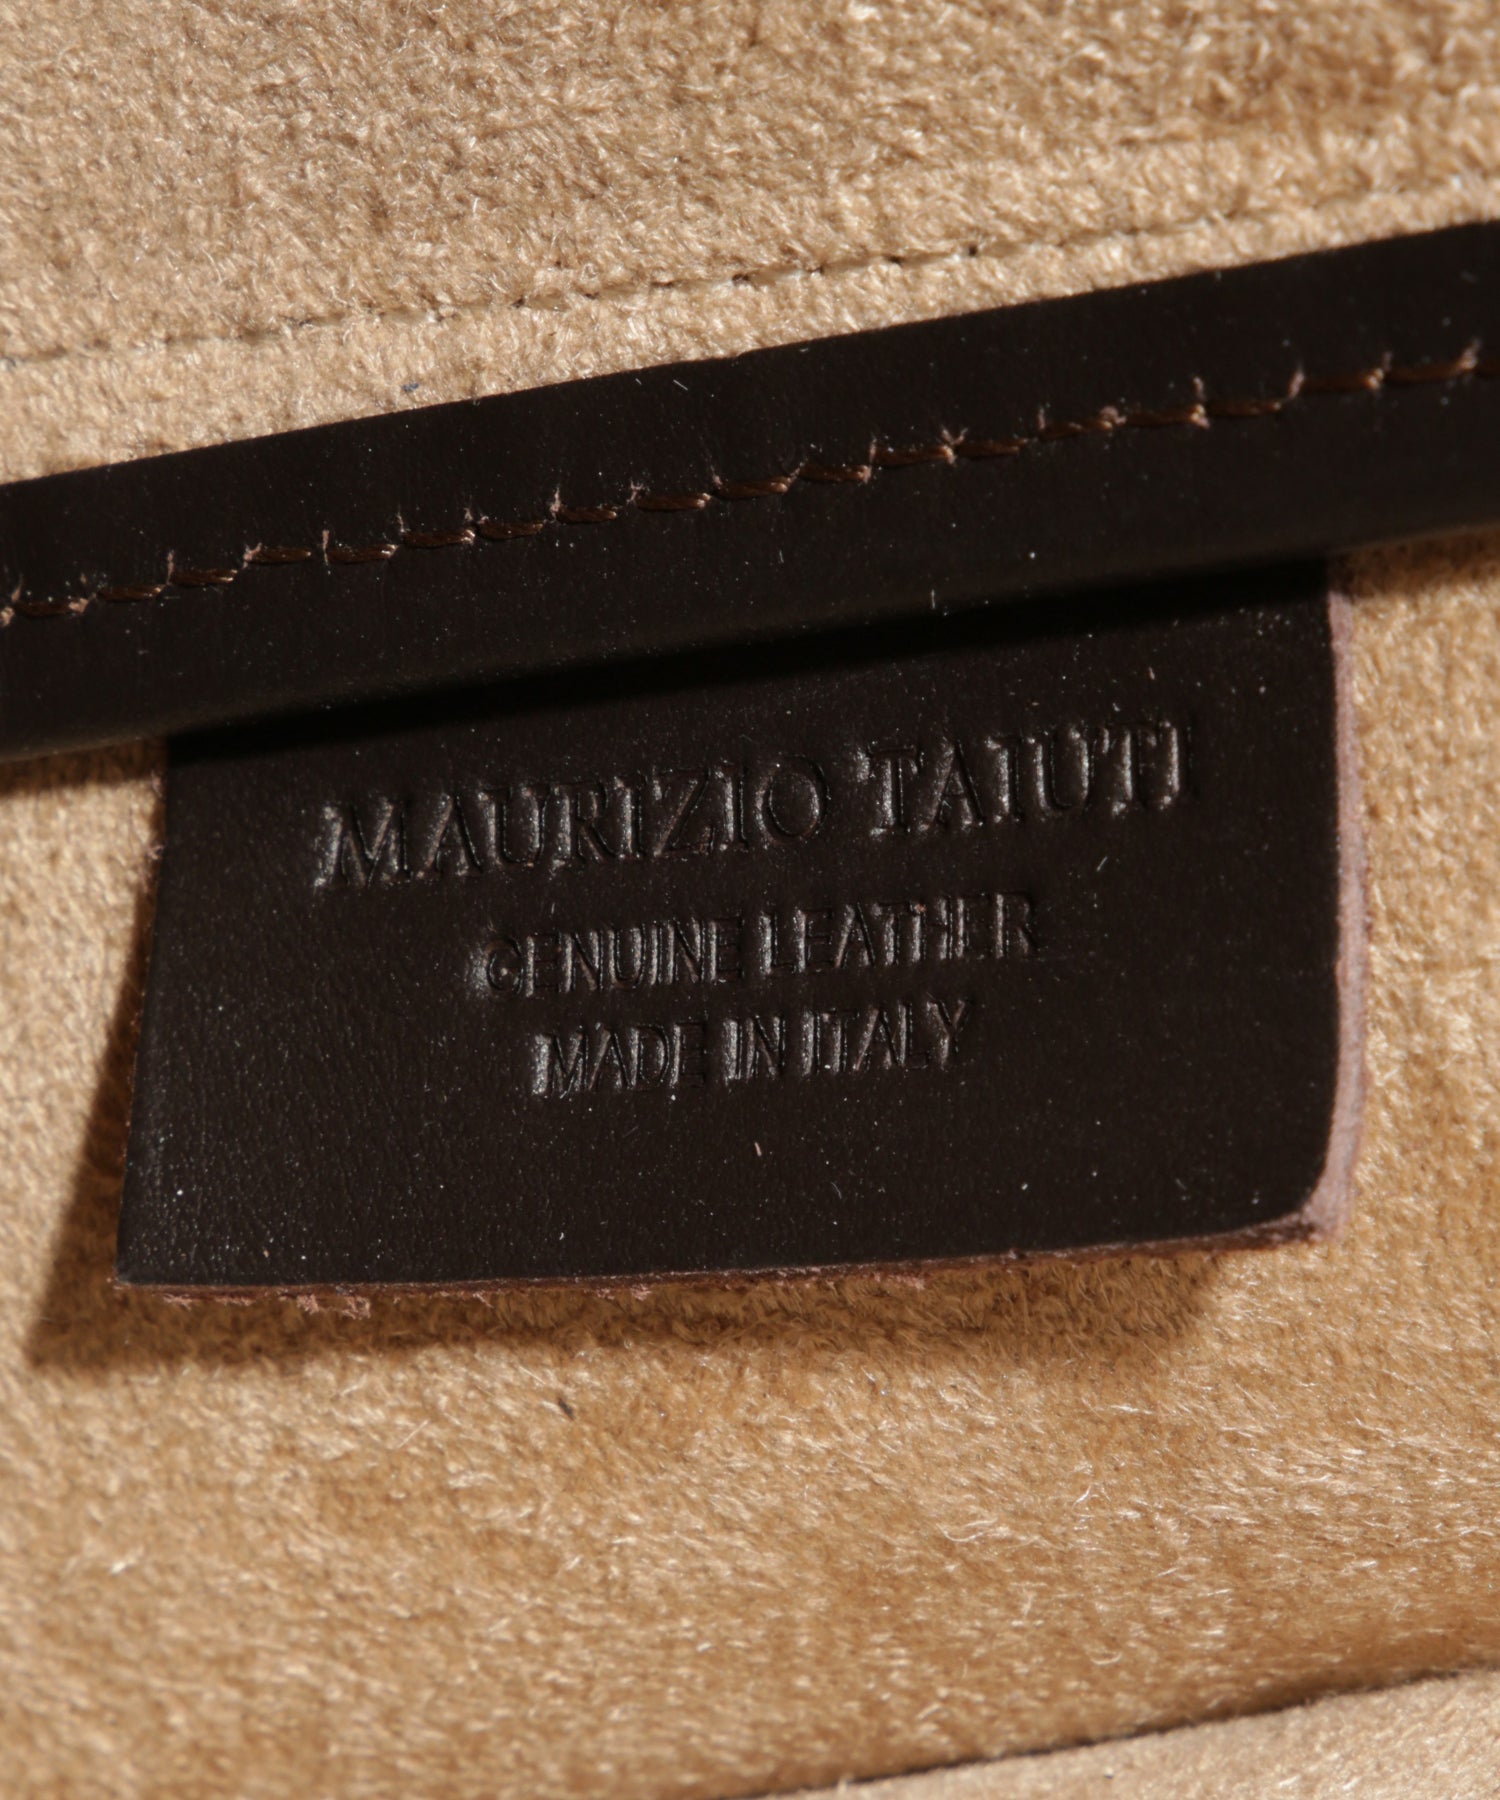 MAURIZIO TAIUTI
GENUINE LEATHER
MADE IN ITALY